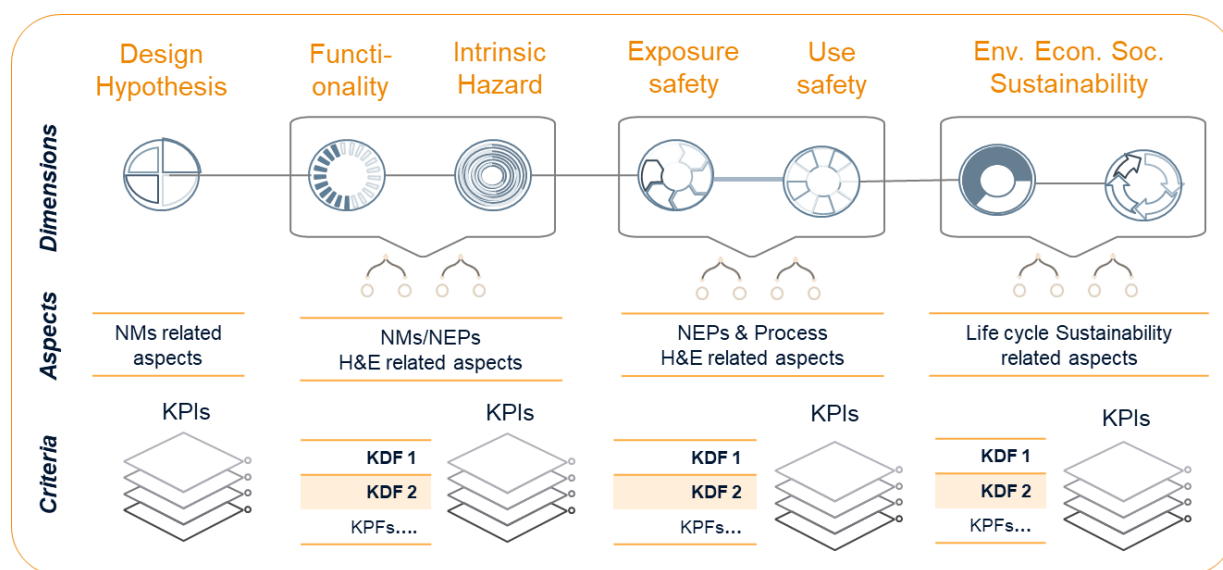 Design
Hypothesis
Functi-
onality
Intrinsic
Hazard
Exposure
safety
Use
safety
Env. Econ. Soc.
Sustainability
Dimensions
Aspects
NMs related
aspects
NMs/NEPs
H&E related aspects
NEPs & Process
H&E related aspects
Life cycle Sustainability
related aspects
Criteria
KPIs
KDF 1
KDF 2
KPFs....
KPIs
KDF 1
KDF 2
KPFs...
KPIs
KDF 1
KDF 2
KPFs...
KPIs